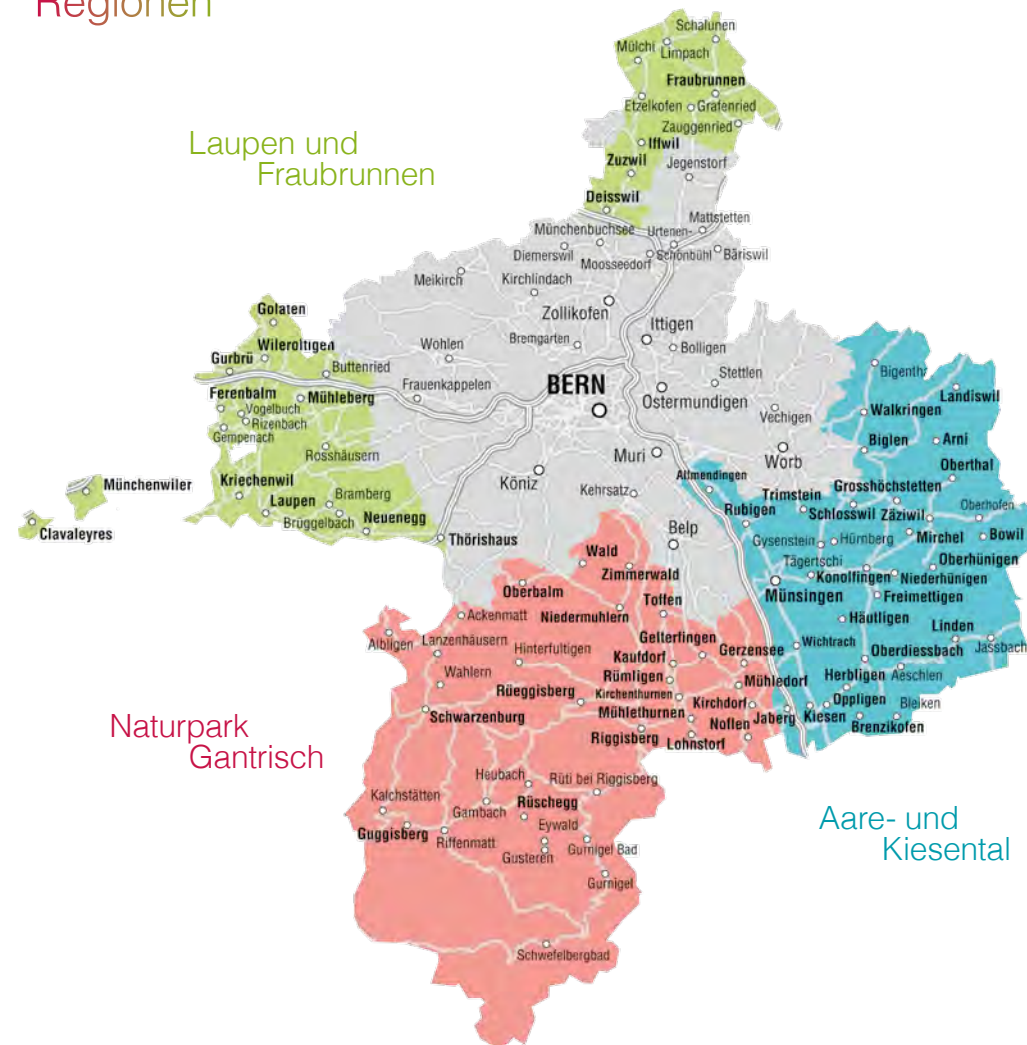 Regionen
Schalunen
Mülchi
Limpach
Fraubrunnen
Etzelkofen
Grafenried
Zauggenried
Iffwil
Laupen und
Fraubrunnen
Zuzwil
Jegenstorf
Deisswil
Mattstetten
Münchenbuchsee
Urtenen-
Schönbühl
Bäriswil
Diemerswil
Moosseedorf
Meikirch
Kirchlindach
Zollikofen
Golaten
Ittigen
Wileroltigen
Wohlen
Bremgarten
Bolligen
Gurbrü
Buttenried
Stettlen
Bigenth
Frauenkappelen
BERN
Ferenbalm
Mühleberg
Ostermundigen
Landiswil
Vogelbuch
Rizenbach
Vechigen
Walkringen
Gempenach
Rosshäusern
Muri
Worb
Biglen
Arni
Münchenwiler
Kriechenwil
Köniz
Kehrsatz
Allmendingen
Oberthal
Laupen
Bramberg
Trimstein
Grosshöchstetten
Clavaleyres
Brüggelbach
Neuenegg
Rubigen
Schlosswil
Zäziwil
Oberhofen
Thörishaus
Belp
Gysenstein
Hürnberg
Mirchel
Bowil
Wald
Tägertschi
Oberhünigen
Zimmerwald
Konolfingen
Niederhünigen
Oberbalm
Toffen
Münsingen
Freimettigen
Ackenmatt
Niedermuhlern
Häutligen
Linden
Albligen
Lanzenhäusern
Hinterfultigen
Gelterfingen
Gerzensee
Wichtrach
Oberdiessbach
Jassbach
Wahlern
Kaufdorf
Rümligen
Mühledorf
Herbligen
Aeschlen
Rüeggisberg
Kirchenthurnen
Kirchdorf
Oppligen
Bleiken
Schwarzenburg
Mühlethurnen
Noflen
Jaberg
Kiesen
Brenzikofen
Naturpark
Gantrisch
Riggisberg
Lohnstorf
Heubach
Rüti bei Riggisberg
Kalchstätten
Gambach
Rüschegg
Guggisberg
Riffenmatt
Eywald
Gusteren
Gurnigel Bad
Aare- und
Kiesental
Gurnigel
Schwefelbergbad